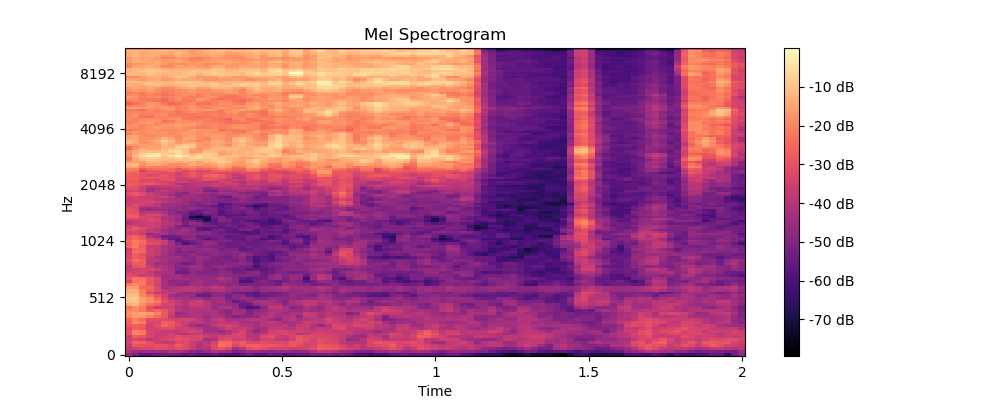 Mel Spectrogram
Hz
8192
4096
2048
1024
512
0
0 0.5 1 1.5 2
Time
-10 dB
-20 dB
-30 dB
-40 dB
-50 dB
-60 dB
-70 dB